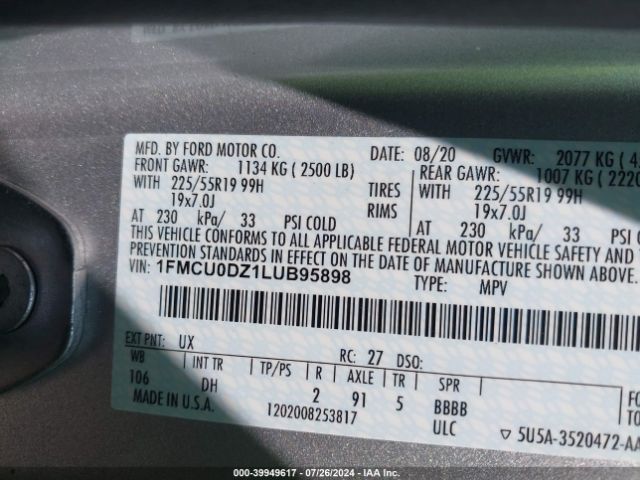 MFD. BY FORD MOTOR CO.
DATE: 08/20 GVWR: 2077 KG ( 4
FRONT GAWR: 1134 KG ( 2500 LB)
REAR GAWR: 1007 KG ( 2220
WITH 225/55R19 99H TIRES WITH 225/55R19 99H
19x7.0J RIMS 19x7.0J
AT 230 kPa/ 33 PSI COLD AT 230 kPa/ 33 PSI
THIS VEHICLE CONFORMS TO ALL APPLICABLE FEDERAL MOTOR VEHICLE SAFETY AND
PREVENTION STANDARDS IN EFFECT ON THE DATE OF MANUFACTURE SHOWN ABOVE.
VIN: 1FMCU0DZ1LUB95898
TYPE: MPV
EXT PNT: UX RC: 27 DSO:
WB INT TR TP/PS R AXLE TR SPR
106 DH 2 91 5 BBBB
MADE IN U.S.A. 1202008253817 ULC
▽ 5U5A-3520472-AA
000-39949617 - 07/26/2024 - IAAI.com